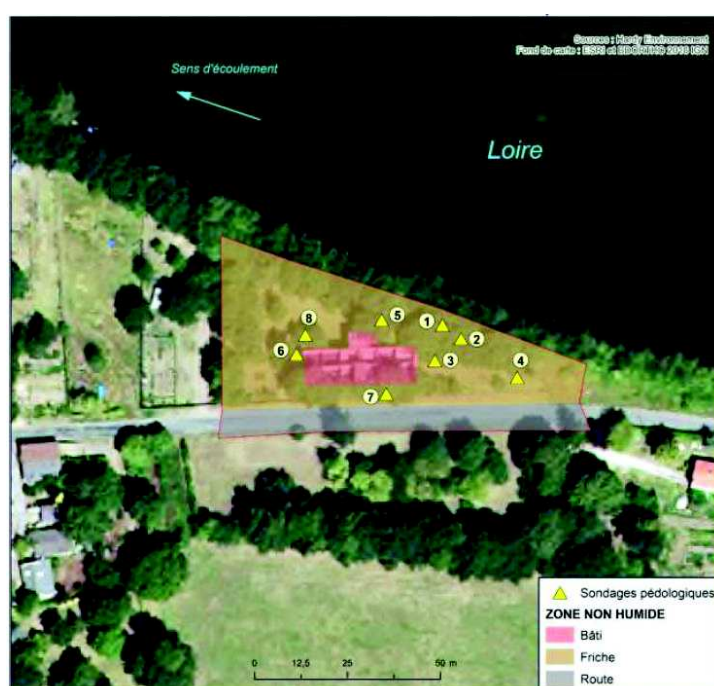 Sources : Hardy Environnement
Fond de carte : ESRI et BDORTHO 2016 IGN
Sens d'écoulement
Loire
5
1
8
2
6
3
4
7
Sondages pédologiques
ZONE NON HUMIDE
Bâti
Friche
Route
0 12,5 25 50 m